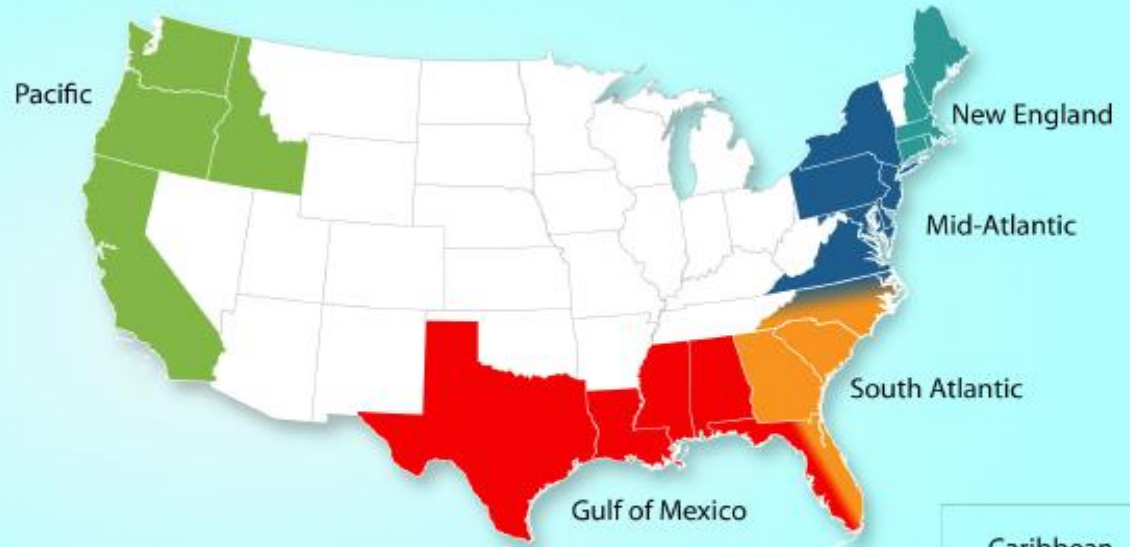 Pacific
New England
Mid-Atlantic
South Atlantic
Gulf of Mexico
Caribbean